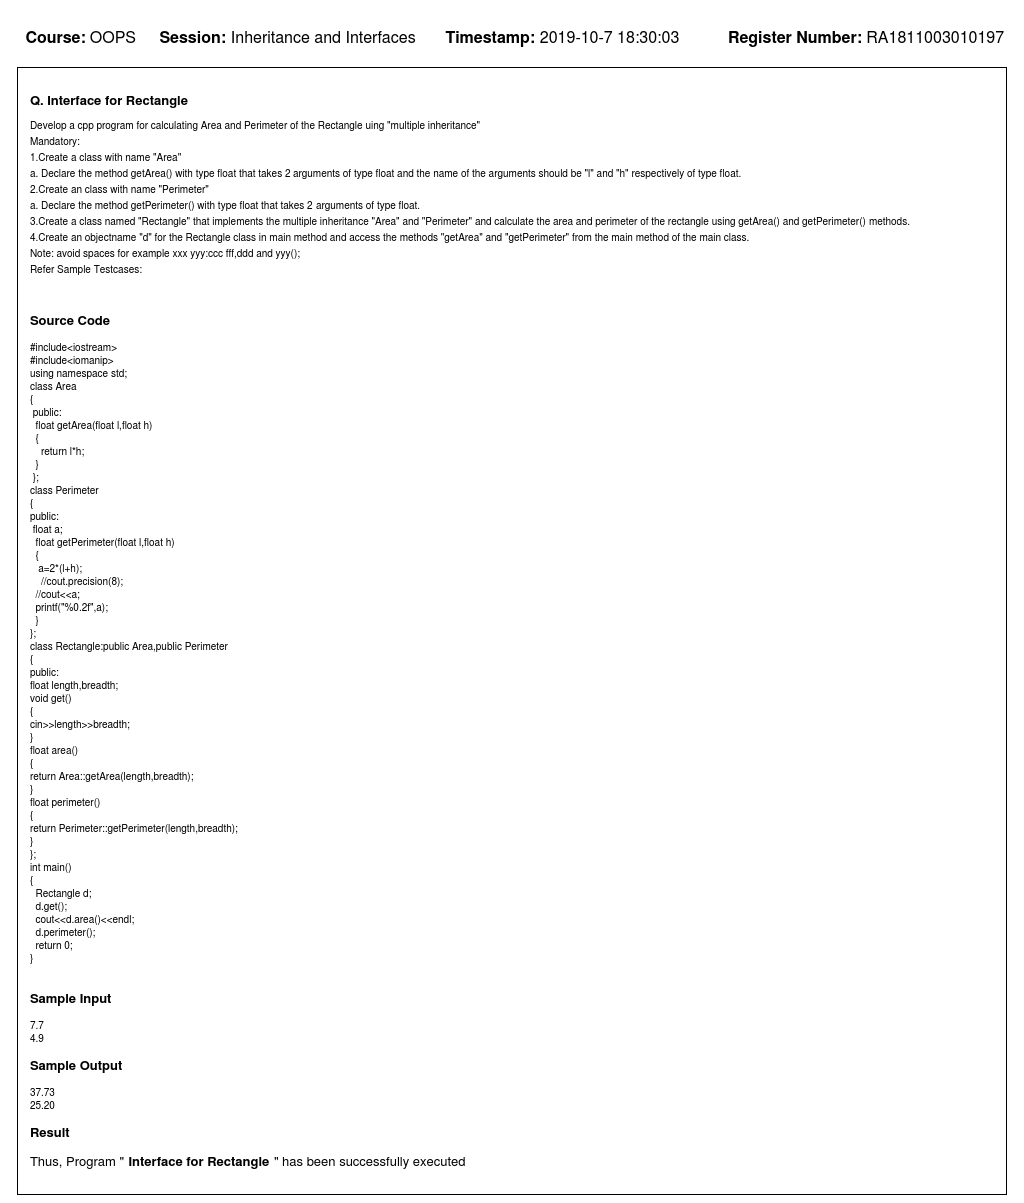 Course: OOPS Session: Inheritance and Interfaces Timestamp: 2019-10-7 18:30:03 Register Number: RA1811003010197
Q. Interface for Rectangle
Develop a cpp program for calculating Area and Perimeter of the Rectangle uing "multiple inheritance"
Mandatory:
1.Create a class with name "Area"
a. Declare the method getArea() with type float that takes 2 arguments of type float and the name of the arguments should be "l" and "h" respectively of type float.
2.Create an class with name "Perimeter"
a. Declare the method getPerimeter() with type float that takes 2 arguments of type float.
3.Create a class named "Rectangle" that implements the multiple inheritance "Area" and "Perimeter" and calculate the area and perimeter of the rectangle using getArea() and getPerimeter() methods.
4.Create an objectname "d" for the Rectangle class in main method and access the methods "getArea" and "getPerimeter" from the main method of the main class.
Note: avoid spaces for example xxx yyy:ccc fff,ddd and yyy();
Refer Sample Testcases:
Source Code
#include<iostream>
#include<iomanip>
using namespace std;
class Area
{
public:
float getArea(float l,float h)
{
return l*h;
}
};
class Perimeter
{
public:
float a;
float getPerimeter(float l,float h)
{
a=2*(l+h);
//cout.precision(8);
//cout<<a;
printf("%0.2f",a);
}
};
class Rectangle:public Area,public Perimeter
{
public:
float length,breadth;
void get()
{
cin>>length>>breadth;
}
float area()
{
return Area::getArea(length,breadth);
}
float perimeter()
{
return Perimeter::getPerimeter(length,breadth);
}
};
int main()
{
Rectangle d;
d.get();
cout<<d.area()<<endl;
d.perimeter();
return 0;
}
Sample Input
7.7
4.9
Sample Output
37.73
25.20
Result
Thus, Program " Interface for Rectangle " has been successfully executed